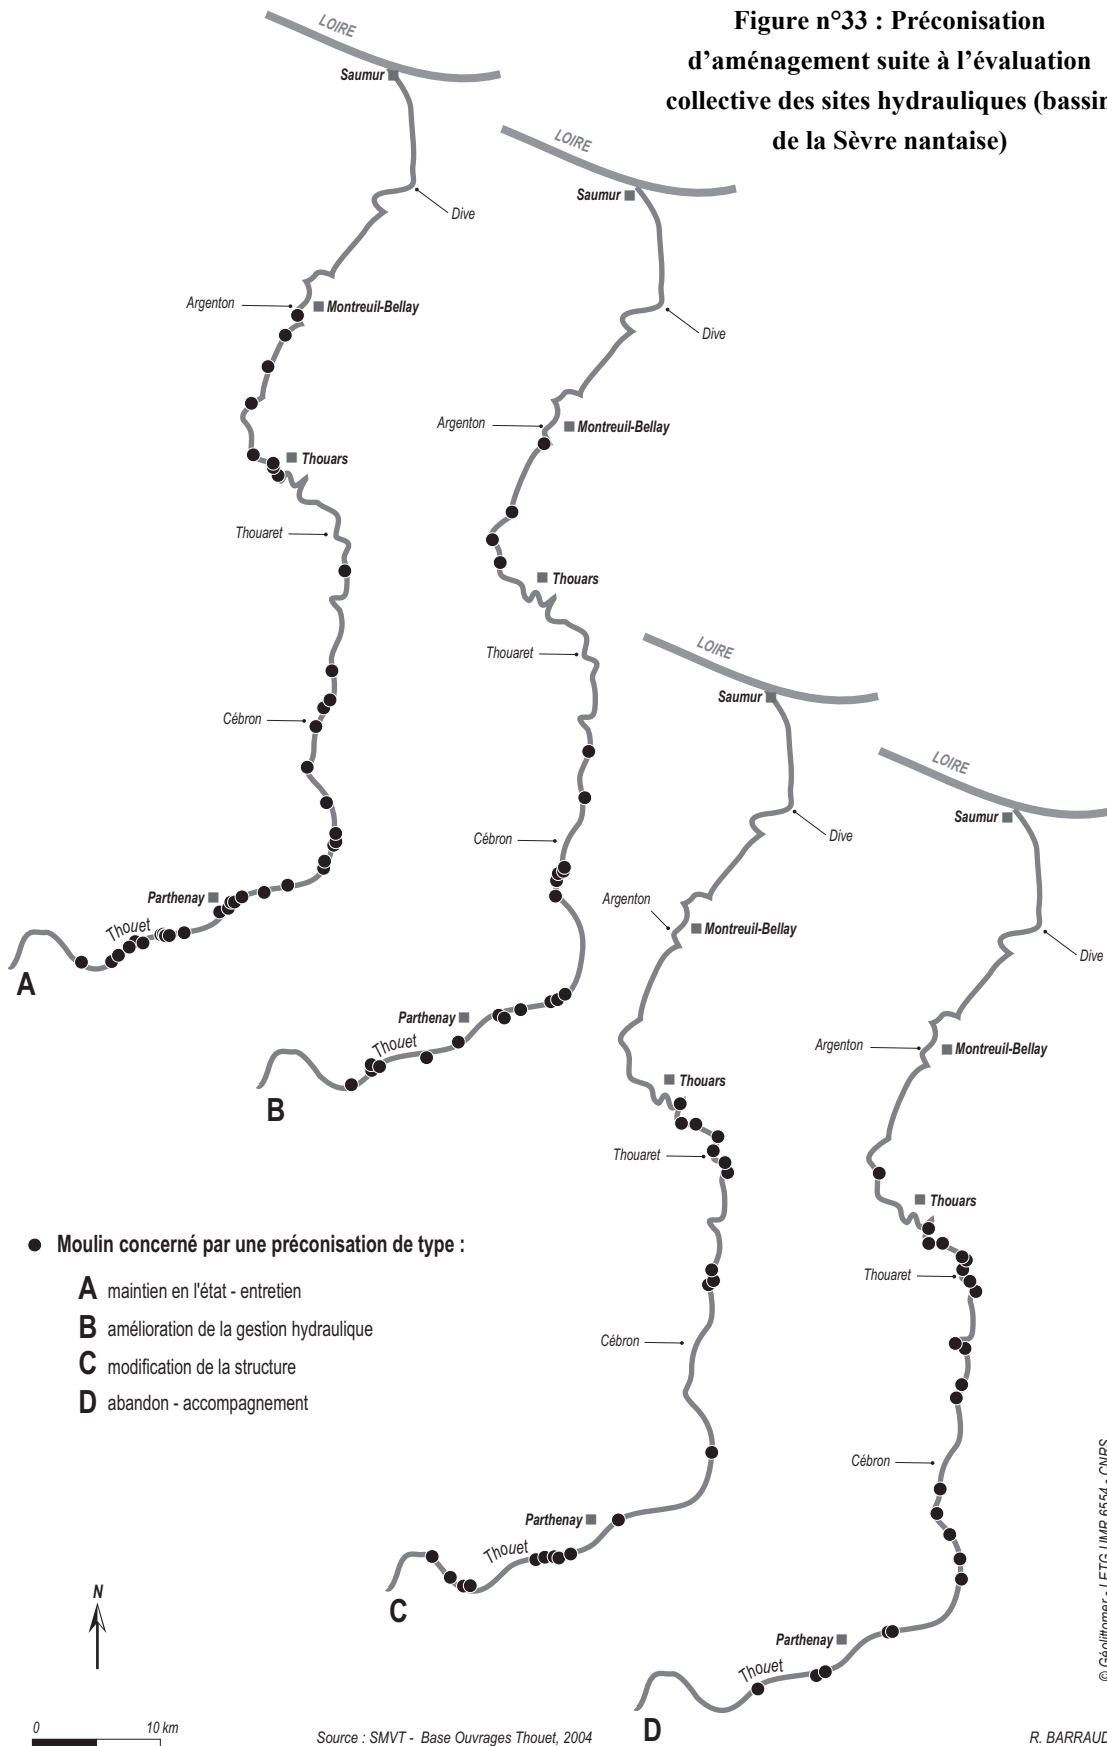 Figure n°33 : Préconisation
d’aménagement suite à l’évaluation
collective des sites hydrauliques (bassin
de la Sèvre nantaise)
LOIRE
Saumur
Dive
Argenton
Montreuil-Bellay
Thouars
Thouaret
Cébron
Parthenay
Thouet
A
LOIRE
Saumur
Dive
Argenton
Montreuil-Bellay
Thouars
Thouaret
Cébron
Parthenay
Thouet
B
LOIRE
Saumur
Dive
Argenton
Montreuil-Bellay
Thouars
Thouaret
Cébron
Parthenay
Thouet
C
LOIRE
Saumur
Dive
Argenton
Montreuil-Bellay
Thouars
Thouaret
Cébron
Parthenay
Thouet
D
Moulin concerné par une préconisation de type :
A maintien en l'état - entretien
B amélioration de la gestion hydraulique
C modification de la structure
D abandon - accompagnement
N
0 10 km
Source : SMVT - Base Ouvrages Thouet, 2004
R. BARRAUD
© Géolittomer - LETG UMR 6554 - CNRS